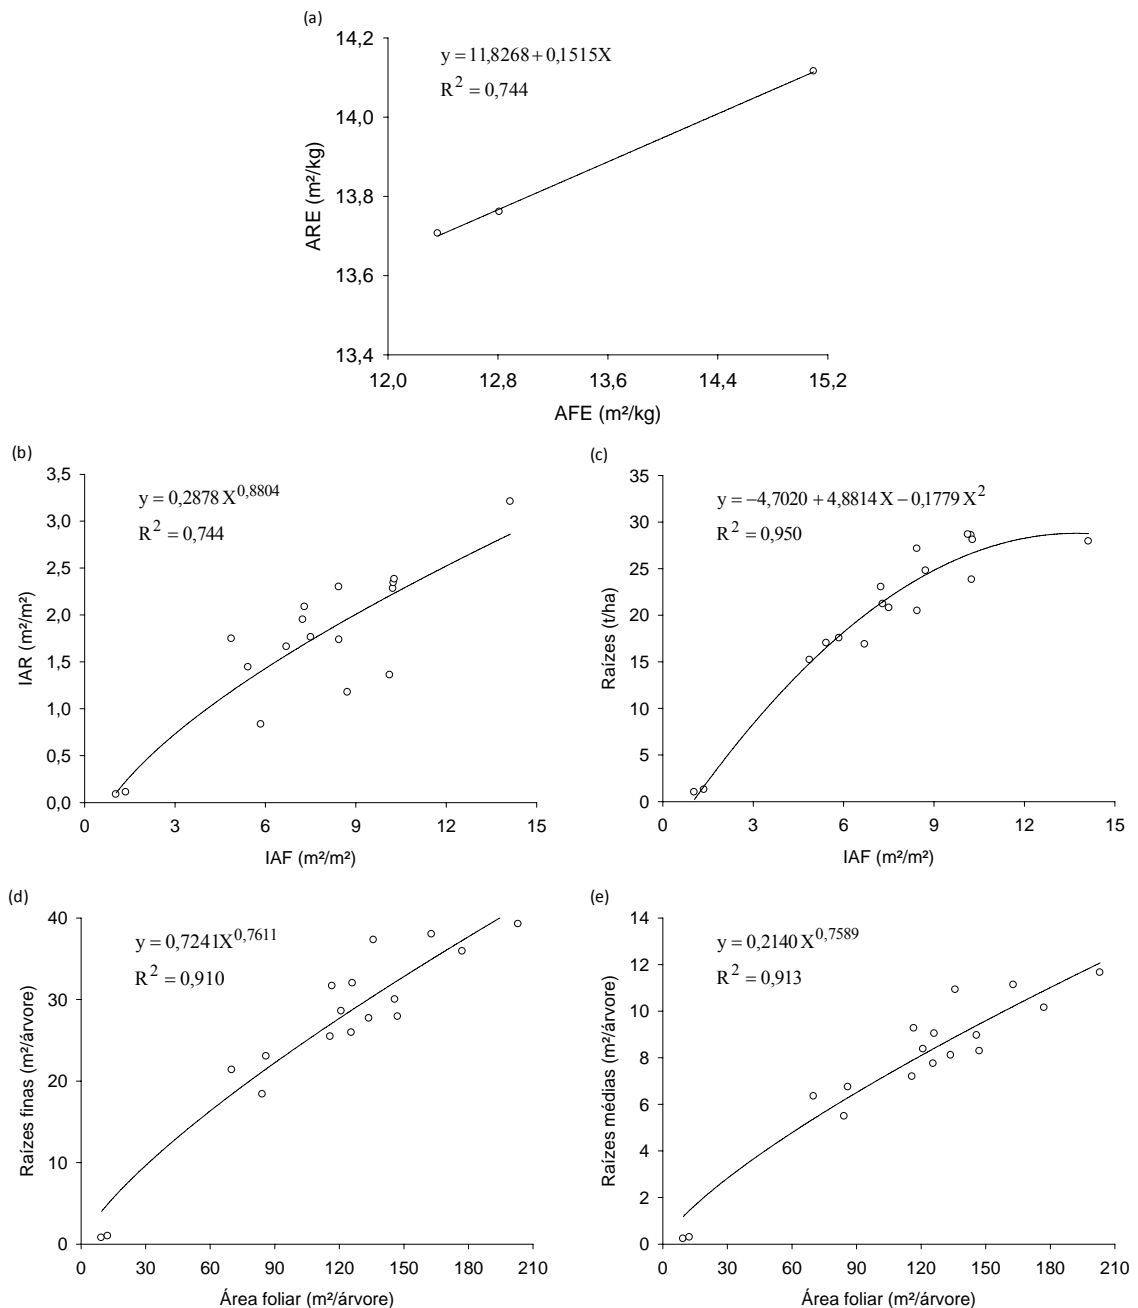 (a)
14,2
14,0
13,8
13,6
13,4
ARE (m²/kg)
y = 11,8268 + 0,1515X
R² = 0,744
12,0 12,8 13,6 14,4 15,2
AFE (m²/kg)
(b)
3,5
3,0
2,5
2,0
1,5
1,0
0,5
0,0
IAR (m²/m²)
y = 0,2878 X^0,8804
R² = 0,744
0 3 6 9 12 15
IAF (m²/m²)
(c)
35
30
25
20
15
10
5
0
Raízes (t/ha)
y = −4,7020 + 4,8814 X − 0,1779 X²
R² = 0,950
0 3 6 9 12 15
IAF (m²/m²)
(d)
40
30
20
10
0
Raízes finas (m²/árvore)
y = 0,7241X^0,7611
R² = 0,910
0 30 60 90 120 150 180 210
Área foliar (m²/árvore)
(e)
14
12
10
8
6
4
2
0
Raízes médias (m²/árvore)
y = 0,2140 X^0,7589
R² = 0,913
0 30 60 90 120 150 180 210
Área foliar (m²/árvore)